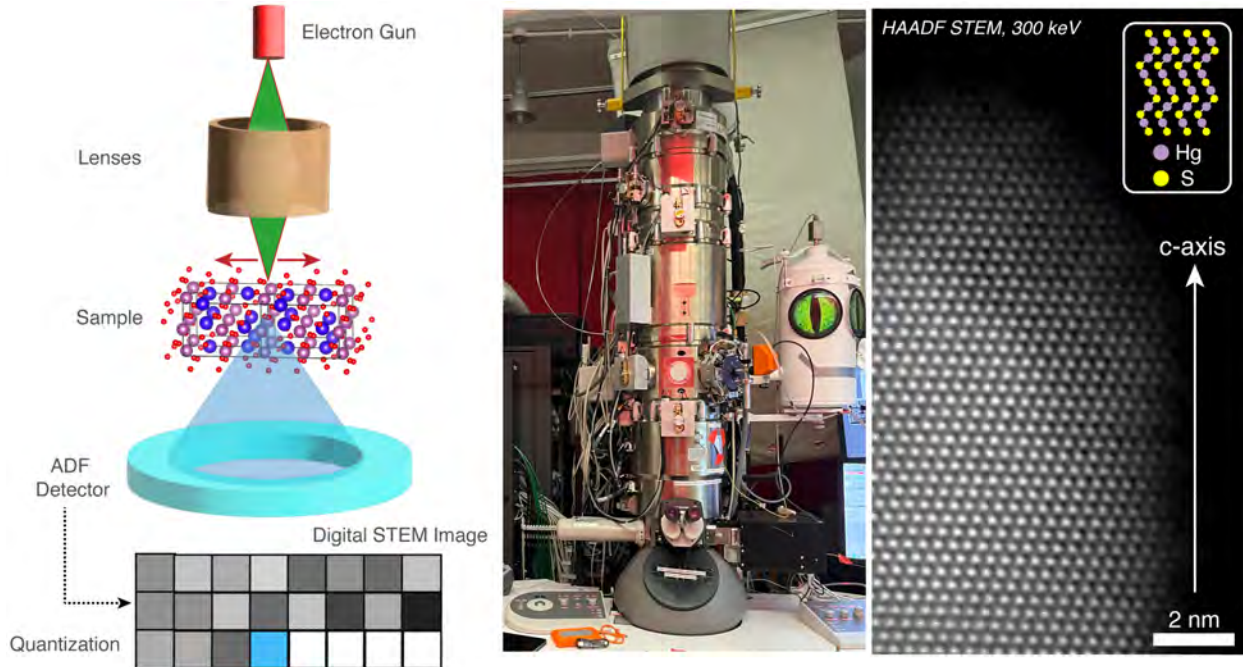 Electron Gun
Lenses
Sample
ADF
Detector
Digital STEM Image
Quantization
HAADF STEM, 300 keV
Hg
S
c-axis
2 nm